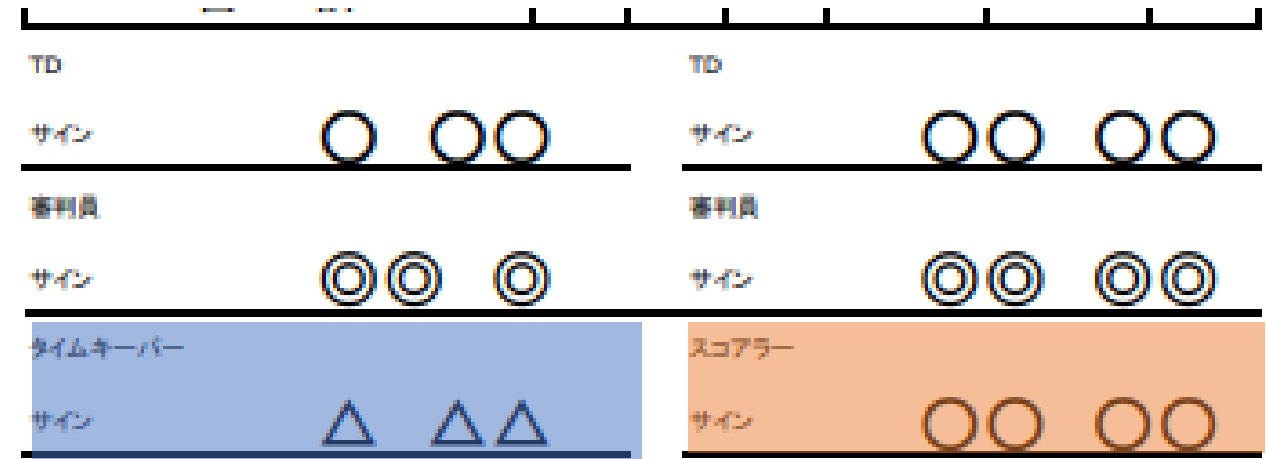 TD
サイン ○ ○○
TD
サイン ○○ ○○
審判員
サイン ◎◎ ◎
審判員
サイン ◎◎ ◎◎
タイムキーパー
サイン △ △△
スコアラー
サイン ○○ ○○